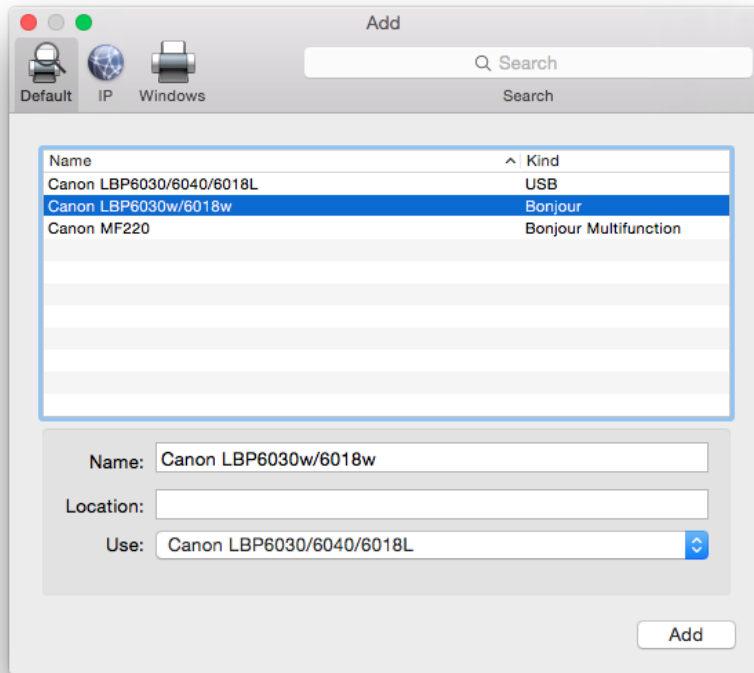 Add
Search
Default IP Windows Search
Name Kind
Canon LBP6030/6040/6018L USB
Canon LBP6030w/6018w Bonjour
Canon MF220 Bonjour Multifunction
Name: Canon LBP6030w/6018w
Location:
Use: Canon LBP6030/6040/6018L
Add